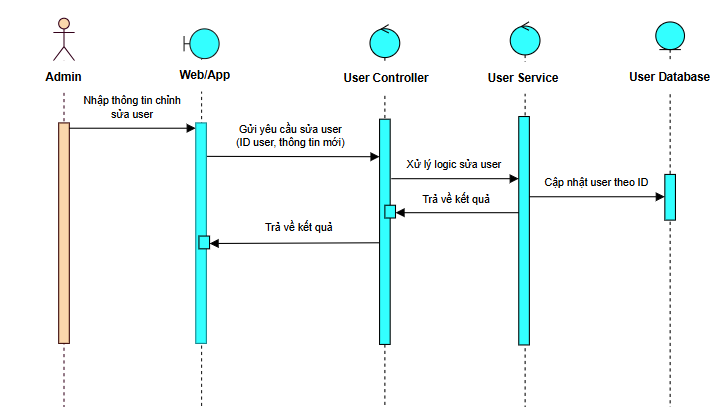 Admin
Web/App
User Controller
User Service
User Database
Nhập thông tin chỉnh
sửa user
Gửi yêu cầu sửa user
(ID user, thông tin mới)
Xử lý logic sửa user
Cập nhật user theo ID
Trả về kết quả
Trả về kết quả